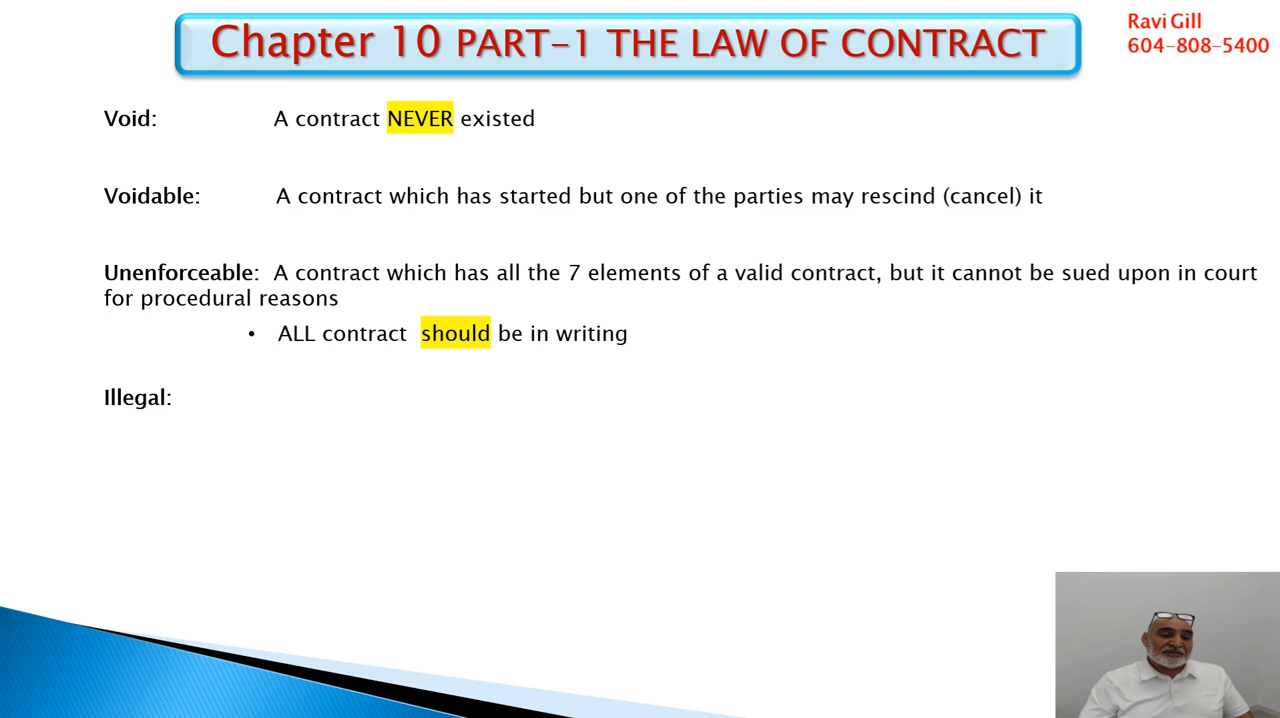 Chapter 10 PART-1 THE LAW OF CONTRACT
Ravi Gill
604-808-5400
Void: A contract NEVER existed
Voidable: A contract which has started but one of the parties may rescind (cancel) it
Unenforceable: A contract which has all the 7 elements of a valid contract, but it cannot be sued upon in court
for procedural reasons
• ALL contract should be in writing
Illegal: